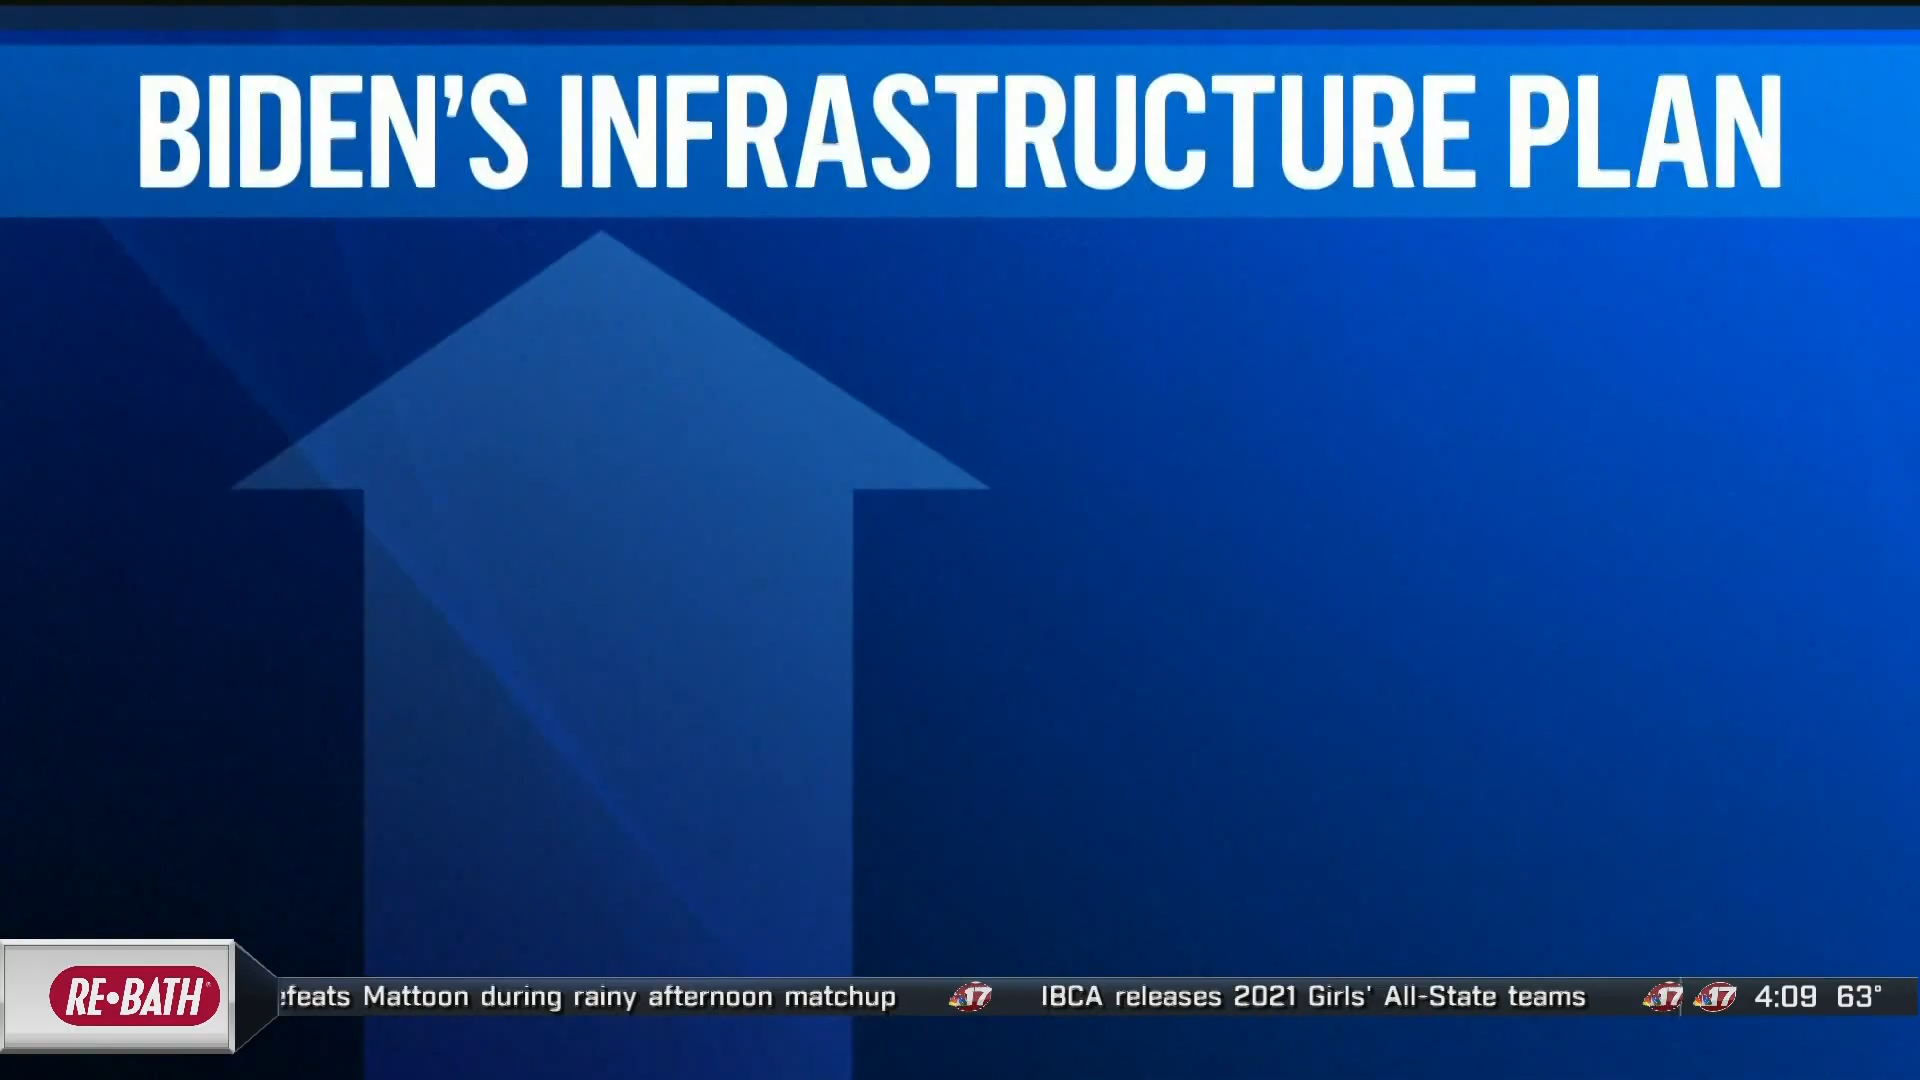 BIDEN'S INFRASTRUCTURE PLAN
RE•BATH®
efeats Mattoon during rainy afternoon matchup 17 IBCA releases 2021 Girls' All-State teams 17 17 4:09 63°